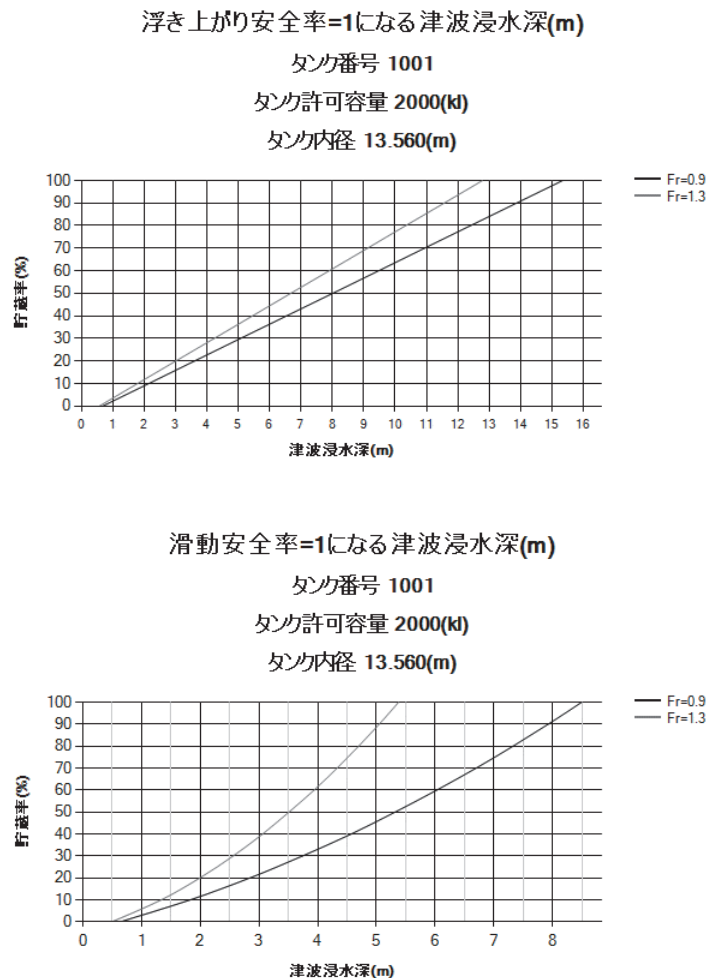 浮き上がり安全率=1になる津波浸水深(m)
タンク番号 1001
タンク許可容量 2000(kl)
タンク内径 13.560(m)
Fr=0.9
Fr=1.3
貯蔵率(%)
100
90
80
70
60
50
40
30
20
10
0
0 1 2 3 4 5 6 7 8 9 10 11 12 13 14 15 16
津波浸水深(m)
滑動安全率=1になる津波浸水深(m)
タンク番号 1001
タンク許可容量 2000(kl)
タンク内径 13.560(m)
Fr=0.9
Fr=1.3
貯蔵率(%)
100
90
80
70
60
50
40
30
20
10
0
0 1 2 3 4 5 6 7 8
津波浸水深(m)